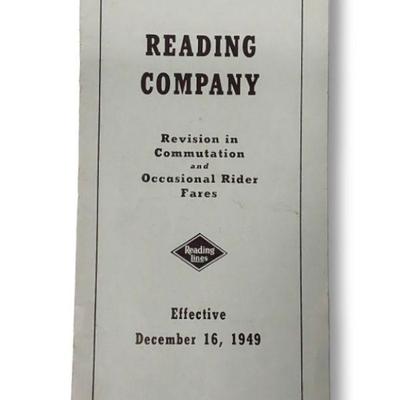 READING
COMPANY
Revision in
Commutation
and
Occasional Rider
Fares
Reading
Lines
Effective
December 16, 1949